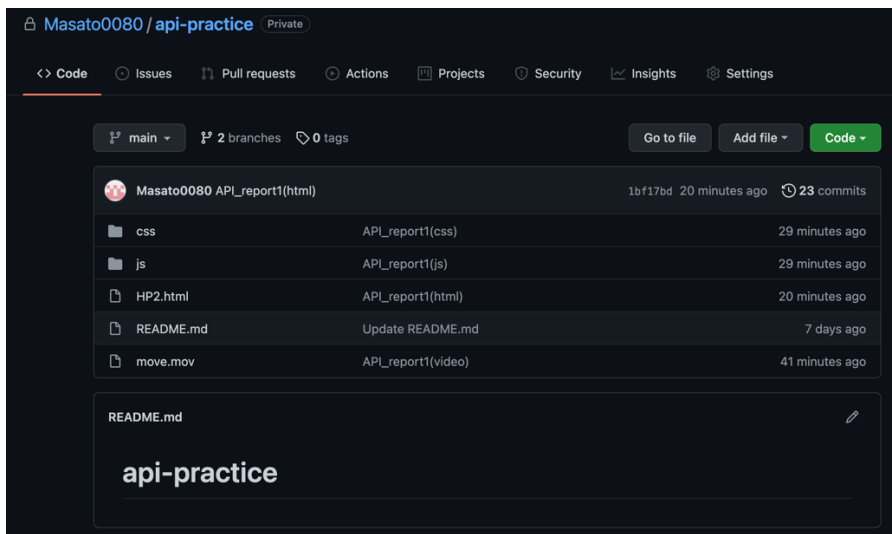 Masato0080 / api-practice Private
<> Code Issues Pull requests Actions Projects Security Insights Settings
main 2 branches 0 tags Go to file Add file Code
Masato0080 API_report1(html) 1bf17bd 20 minutes ago 23 commits
css API_report1(css) 29 minutes ago
js API_report1(js) 29 minutes ago
HP2.html API_report1(html) 20 minutes ago
README.md Update README.md 7 days ago
move.mov API_report1(video) 41 minutes ago
README.md
api-practice